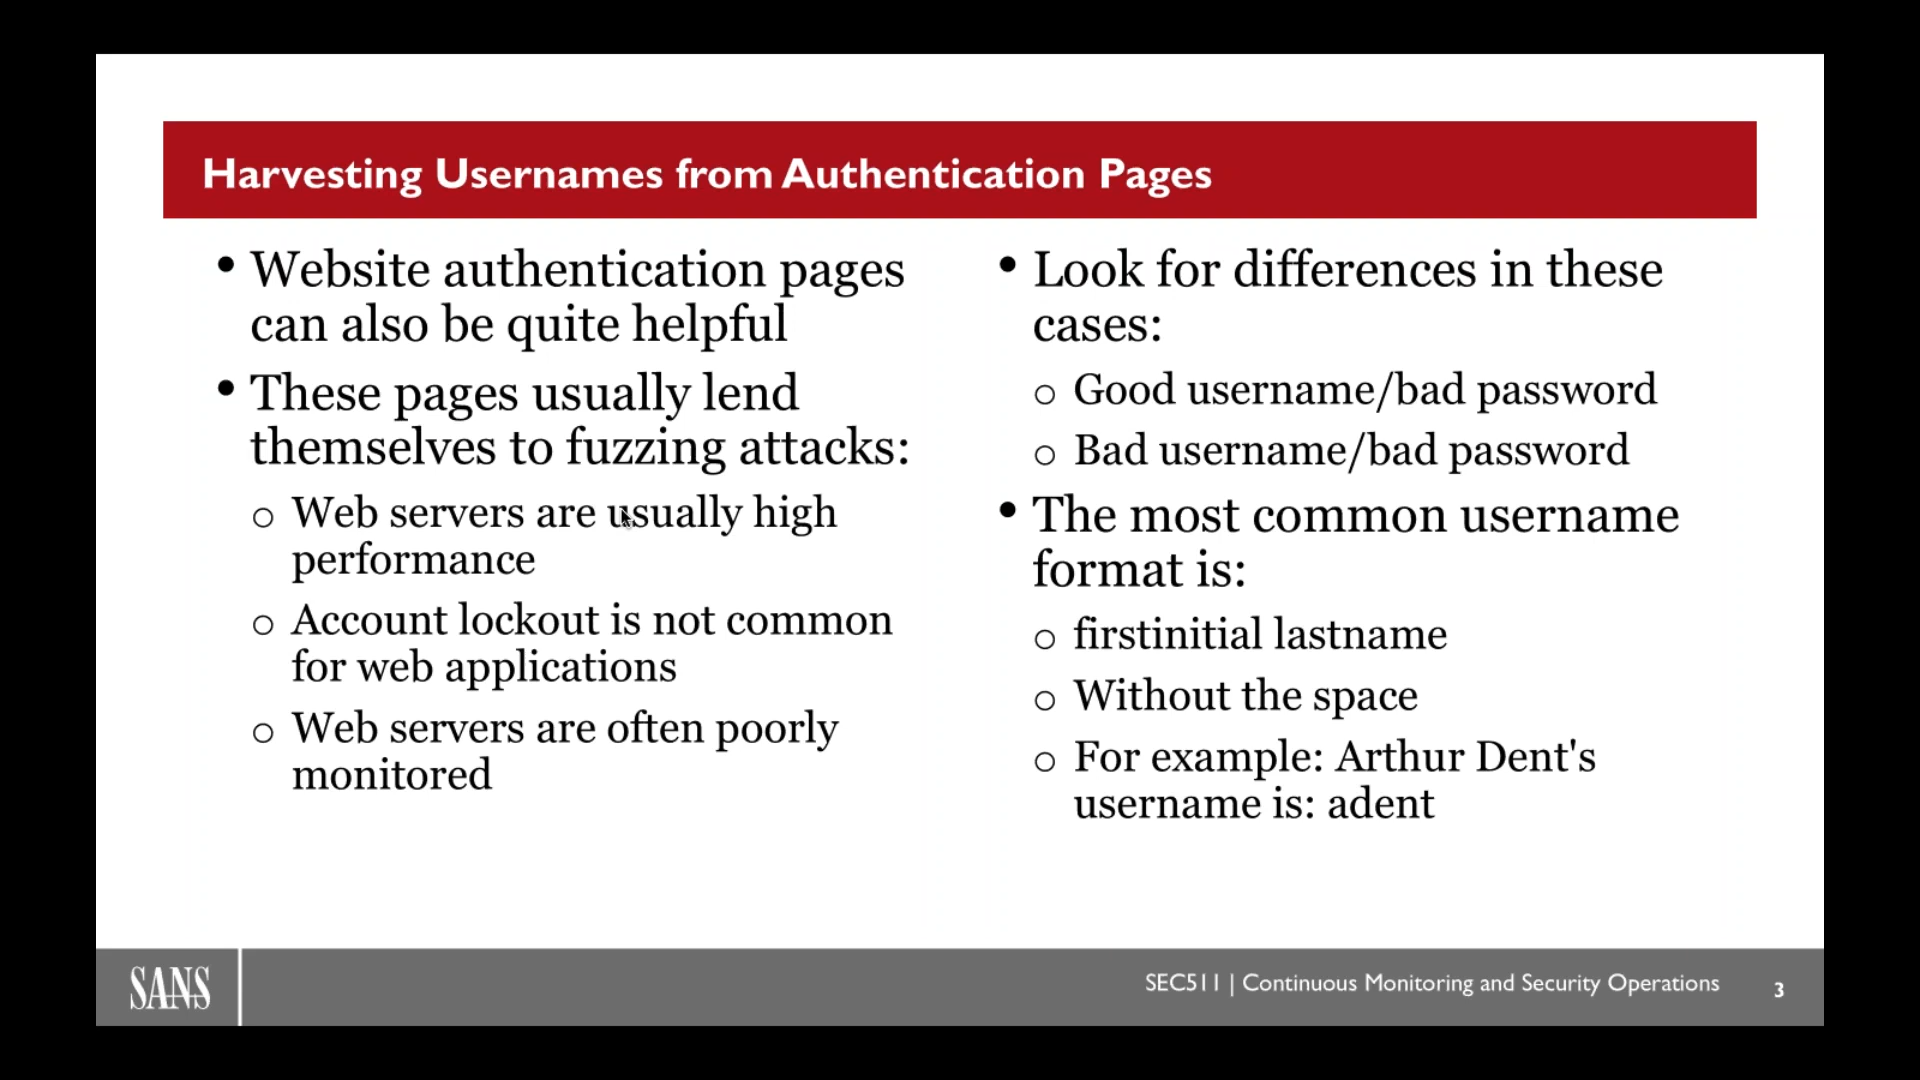 Harvesting Usernames from Authentication Pages
• Website authentication pages
can also be quite helpful
• These pages usually lend
themselves to fuzzing attacks:
o Web servers are usually high
performance
o Account lockout is not common
for web applications
o Web servers are often poorly
monitored
• Look for differences in these
cases:
o Good username/bad password
o Bad username/bad password
• The most common username
format is:
o firstinitial lastname
o Without the space
o For example: Arthur Dent's
username is: adent
SANS
SEC511 | Continuous Monitoring and Security Operations
3